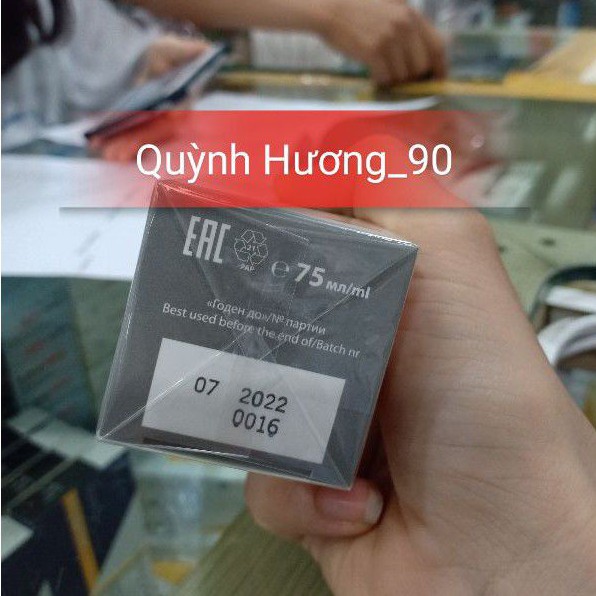 Quỳnh Hương_90
EAC
21
PAP
e 75 мл/ml
«Годен до»/№ партии
Best used before the end of/Batch nr
07 2022
0016